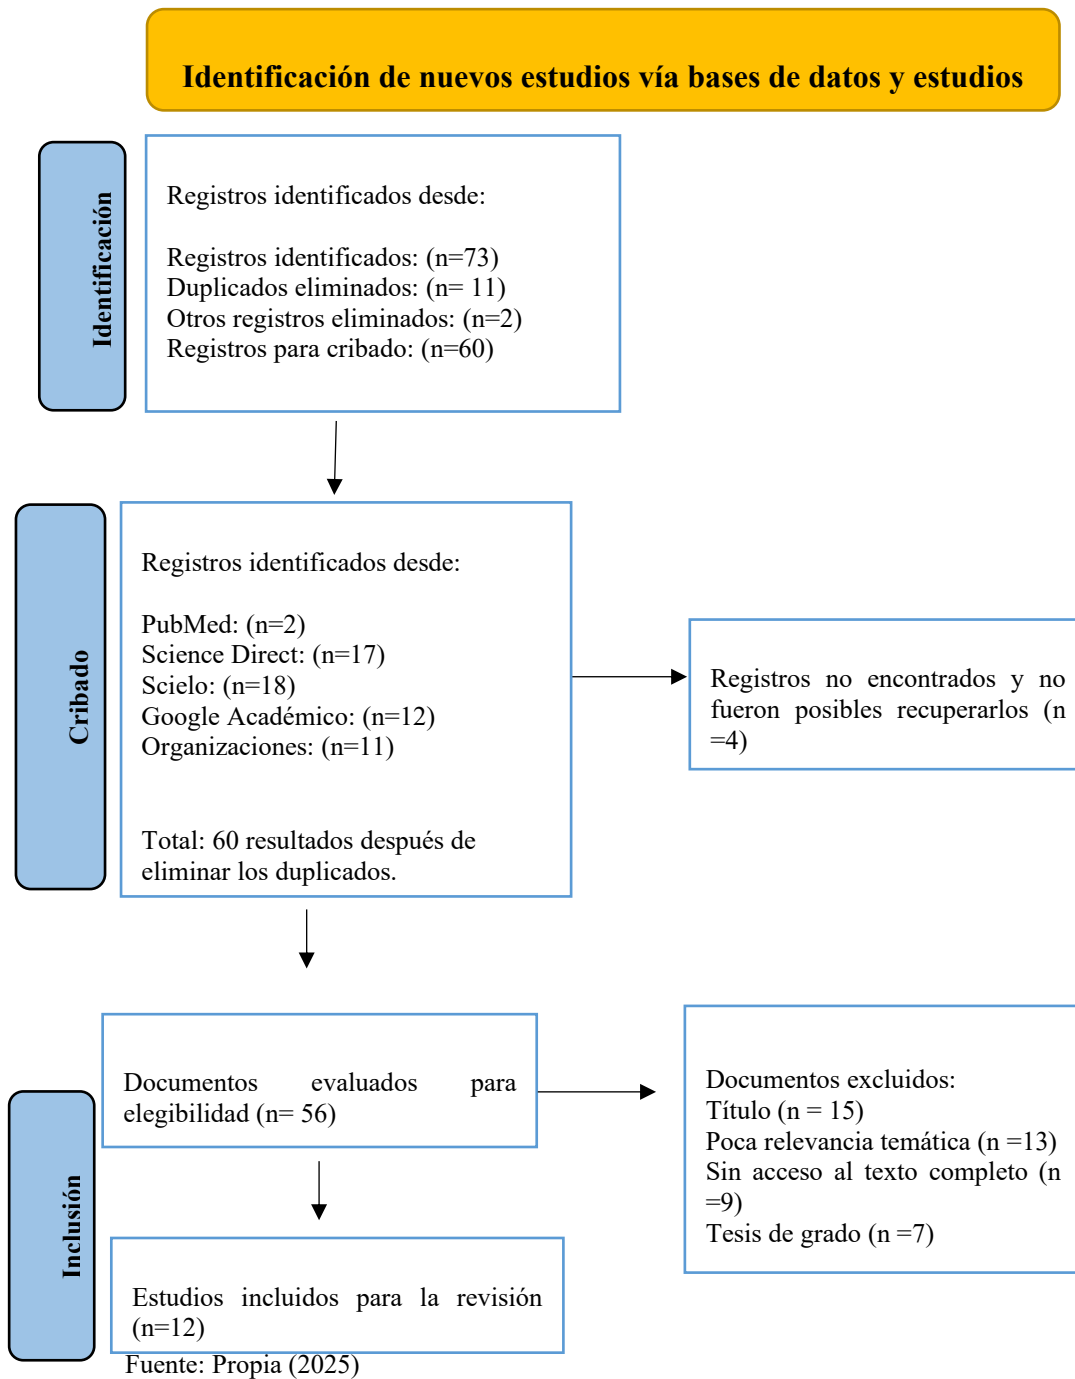 Identificación de nuevos estudios vía bases de datos y estudios
Identificación
Registros identificados desde:
Registros identificados: (n=73)
Duplicados eliminados: (n= 11)
Otros registros eliminados: (n=2)
Registros para cribado: (n=60)
Cribado
Registros identificados desde:
PubMed: (n=2)
Science Direct: (n=17)
Scielo: (n=18)
Google Académico: (n=12)
Organizaciones: (n=11)
Total: 60 resultados después de
eliminar los duplicados.
Registros no encontrados y no
fueron posibles recuperarlos (n
=4)
Inclusión
Documentos evaluados para
elegibilidad (n= 56)
Documentos excluidos:
Título (n = 15)
Poca relevancia temática (n =13)
Sin acceso al texto completo (n
=9)
Tesis de grado (n =7)
Estudios incluidos para la revisión
(n=12)
Fuente: Propia (2025)